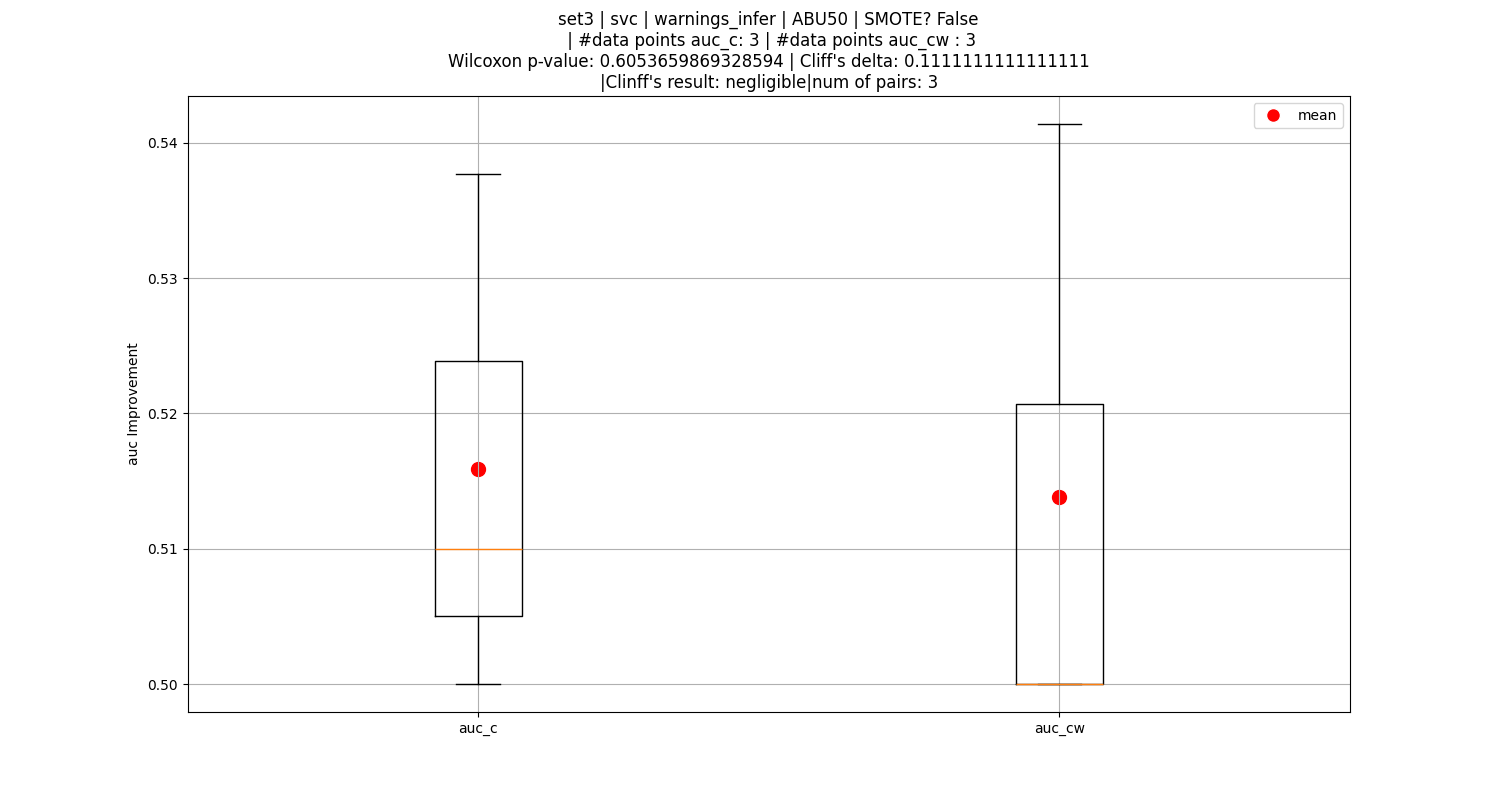 set3 | svc | warnings_infer | ABU50 | SMOTE? False
| #data points auc_c: 3 | #data points auc_cw : 3
Wilcoxon p-value: 0.6053659869328594 | Cliff's delta: 0.1111111111111111
|Clinff's result: negligible|num of pairs: 3
mean
0.54
0.53
0.52
0.51
0.50
auc Improvement
auc_c
auc_cw